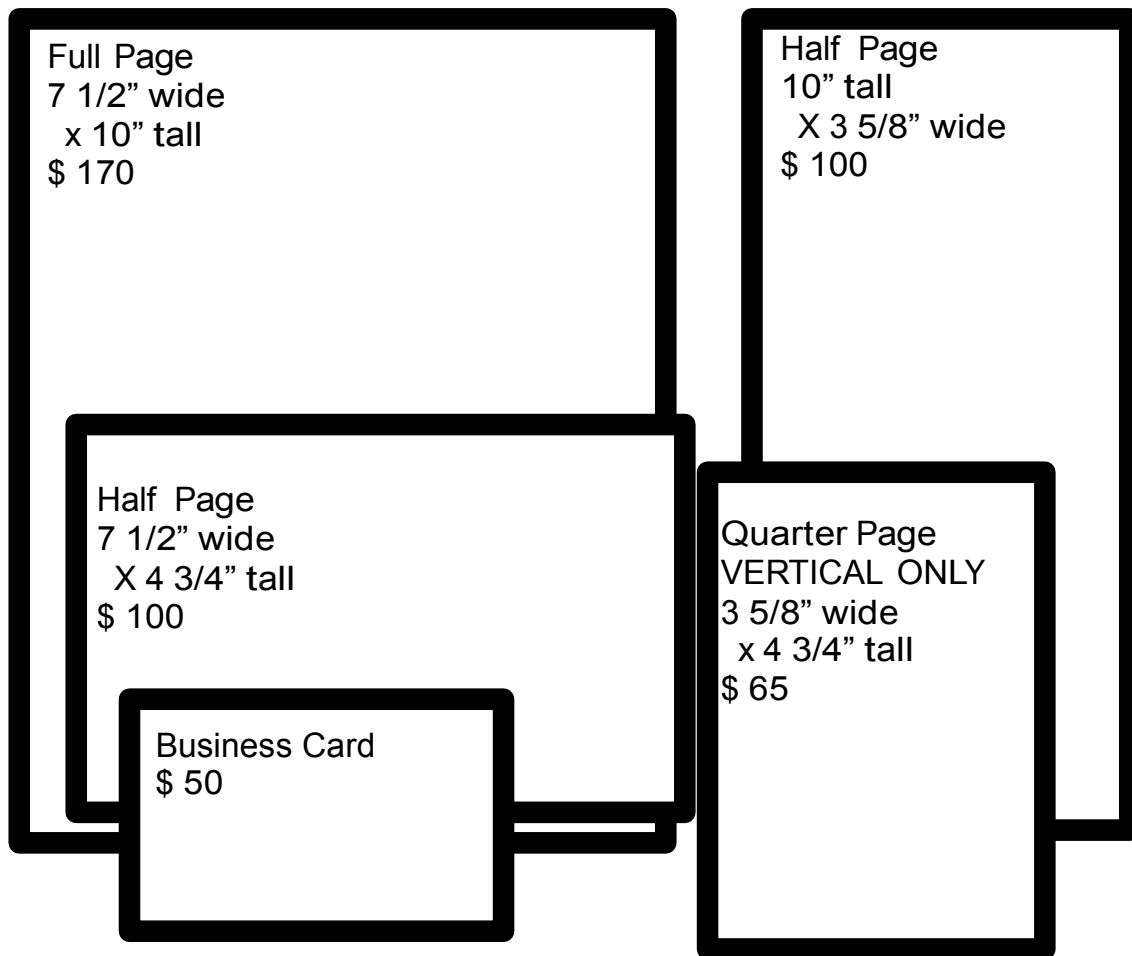 Full Page
7 1/2” wide
x 10” tall
$ 170
Half Page
10” tall
X 3 5/8” wide
$ 100
Half Page
7 1/2” wide
X 4 3/4” tall
$ 100
Quarter Page
VERTICAL ONLY
3 5/8” wide
x 4 3/4” tall
$ 65
Business Card
$ 50